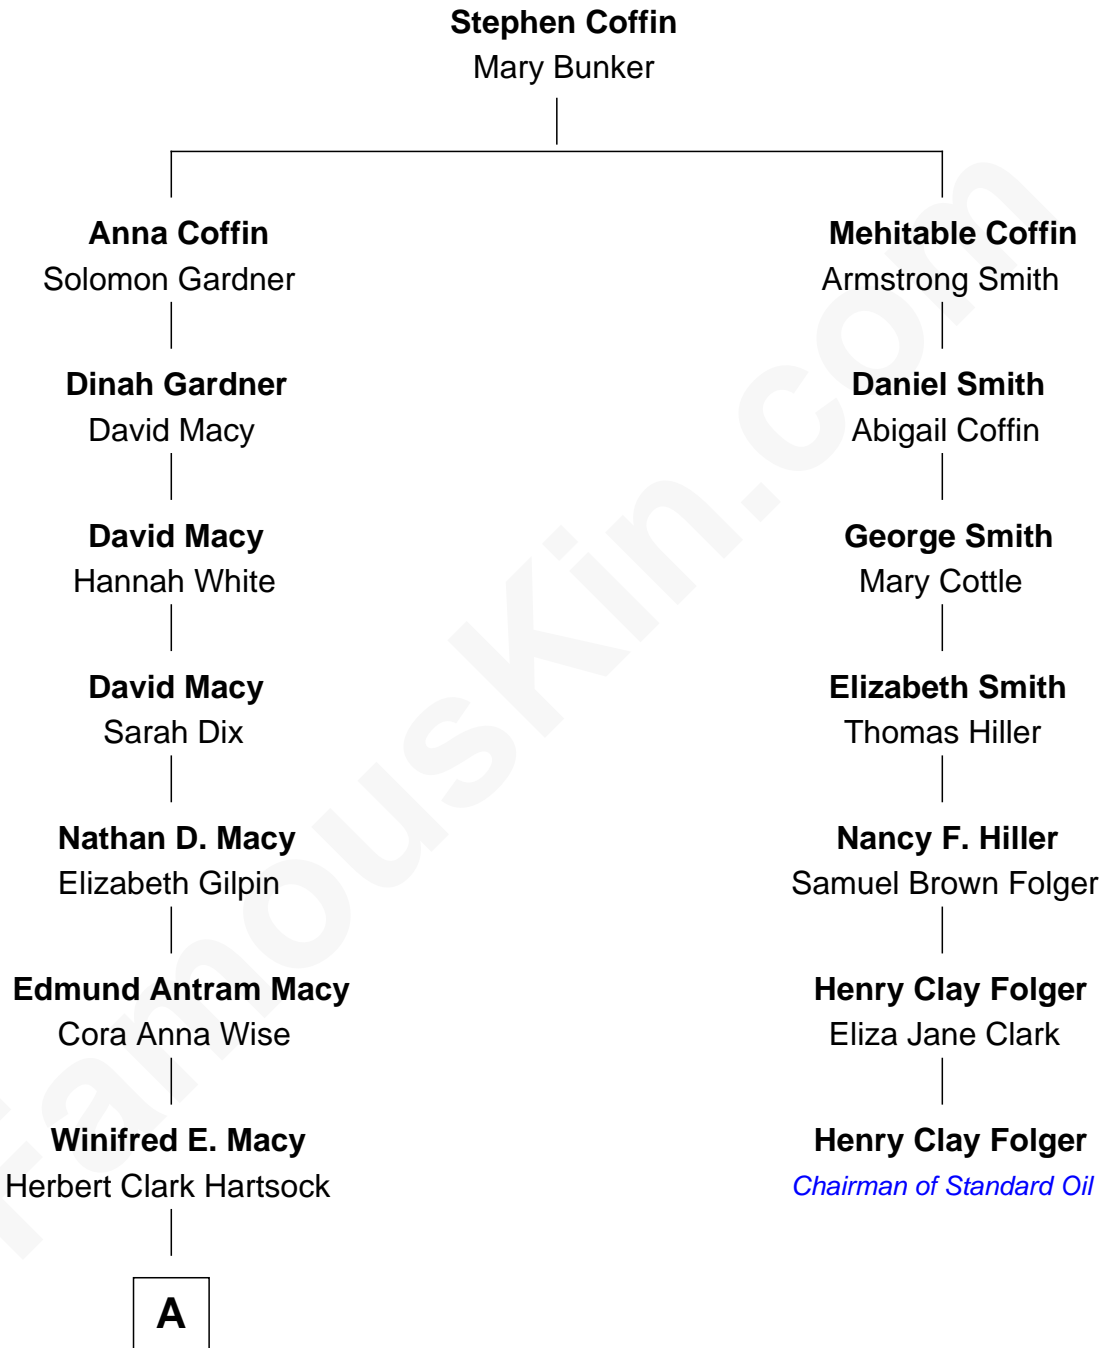 Stephen Coffin
Mary Bunker
Anna Coffin
Solomon Gardner
Mehitable Coffin
Armstrong Smith
Dinah Gardner
David Macy
Daniel Smith
Abigail Coffin
David Macy
Hannah White
George Smith
Mary Cottle
David Macy
Sarah Dix
Elizabeth Smith
Thomas Hiller
Nathan D. Macy
Elizabeth Gilpin
Nancy F. Hiller
Samuel Brown Folger
Edmund Antram Macy
Cora Anna Wise
Henry Clay Folger
Eliza Jane Clark
Winifred E. Macy
Herbert Clark Hartsock
Henry Clay Folger
Chairman of Standard Oil
A
FamousKin.com